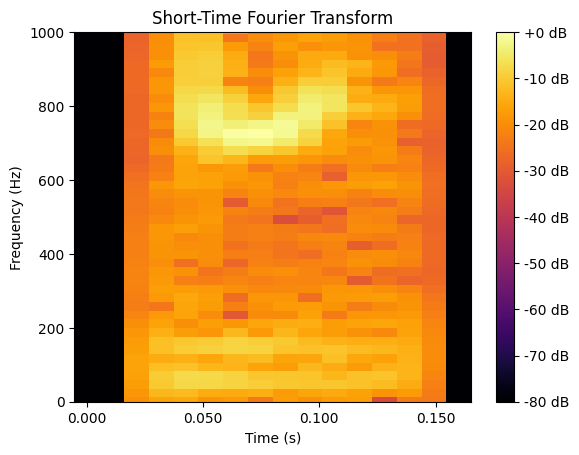 Short-Time Fourier Transform
1000
800
600
400
200
0
Frequency (Hz)
0.000
0.050
0.100
0.150
Time (s)
+0 dB
-10 dB
-20 dB
-30 dB
-40 dB
-50 dB
-60 dB
-70 dB
-80 dB